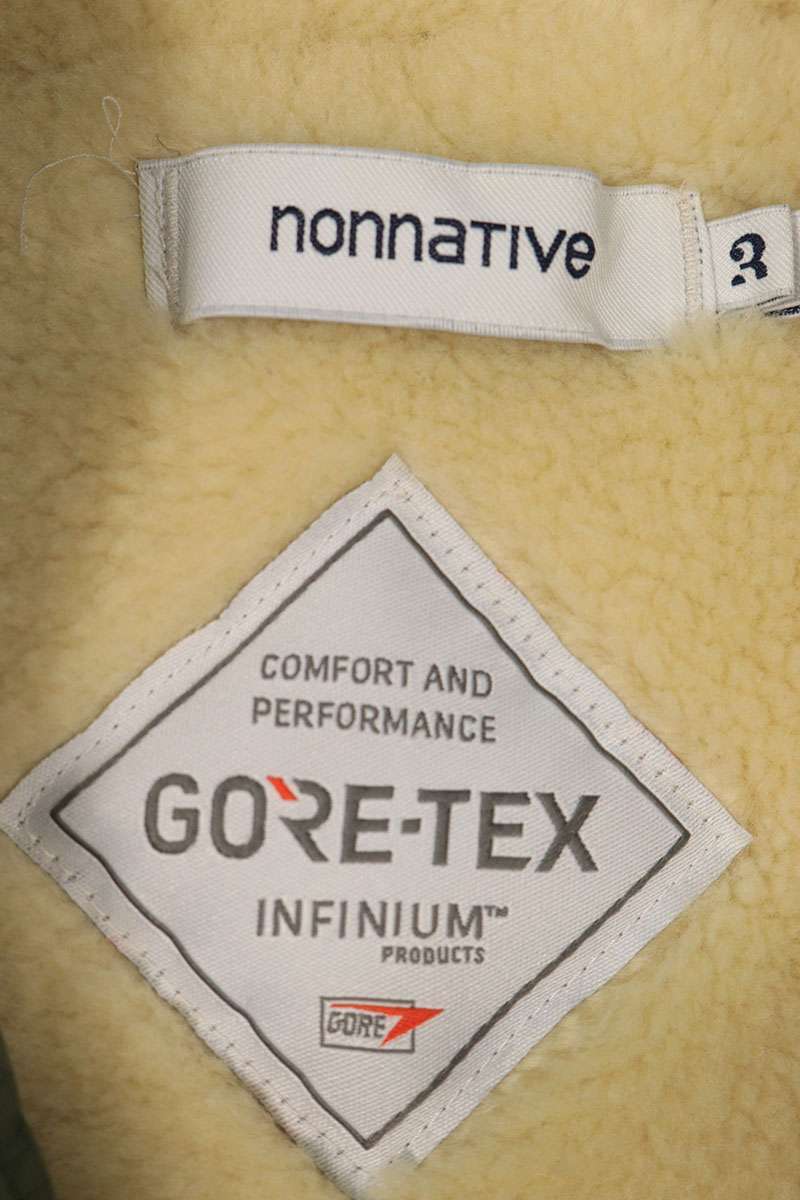 nonnative
3
COMFORT AND
PERFORMANCE
GORE-TEX
INFINIUM™
PRODUCTS
GORE